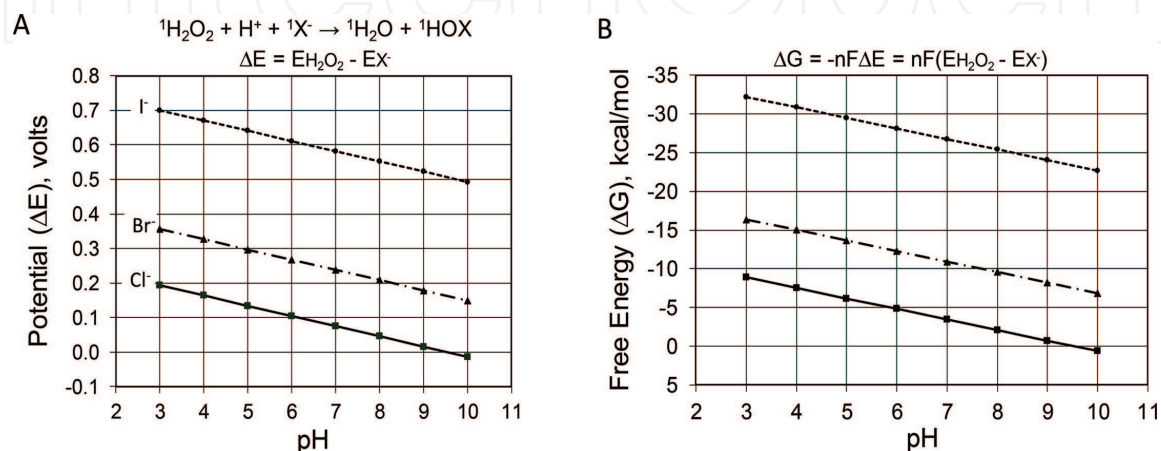 A
¹H₂O₂ + H⁺ + ¹X⁻ → ¹H₂O + ¹HOX
ΔE = EH₂O₂ - EX⁻
Potential (ΔE), volts
0.8
0.7
0.6
0.5
0.4
0.3
0.2
0.1
0.0
-0.1
I⁻
Br⁻
Cl⁻
2 3 4 5 6 7 8 9 10 11
pH
B
ΔG = -nFΔE = nF(EH₂O₂ - EX⁻)
Free Energy (ΔG), kcal/mol
-35
-30
-25
-20
-15
-10
-5
0
5
2 3 4 5 6 7 8 9 10 11
pH